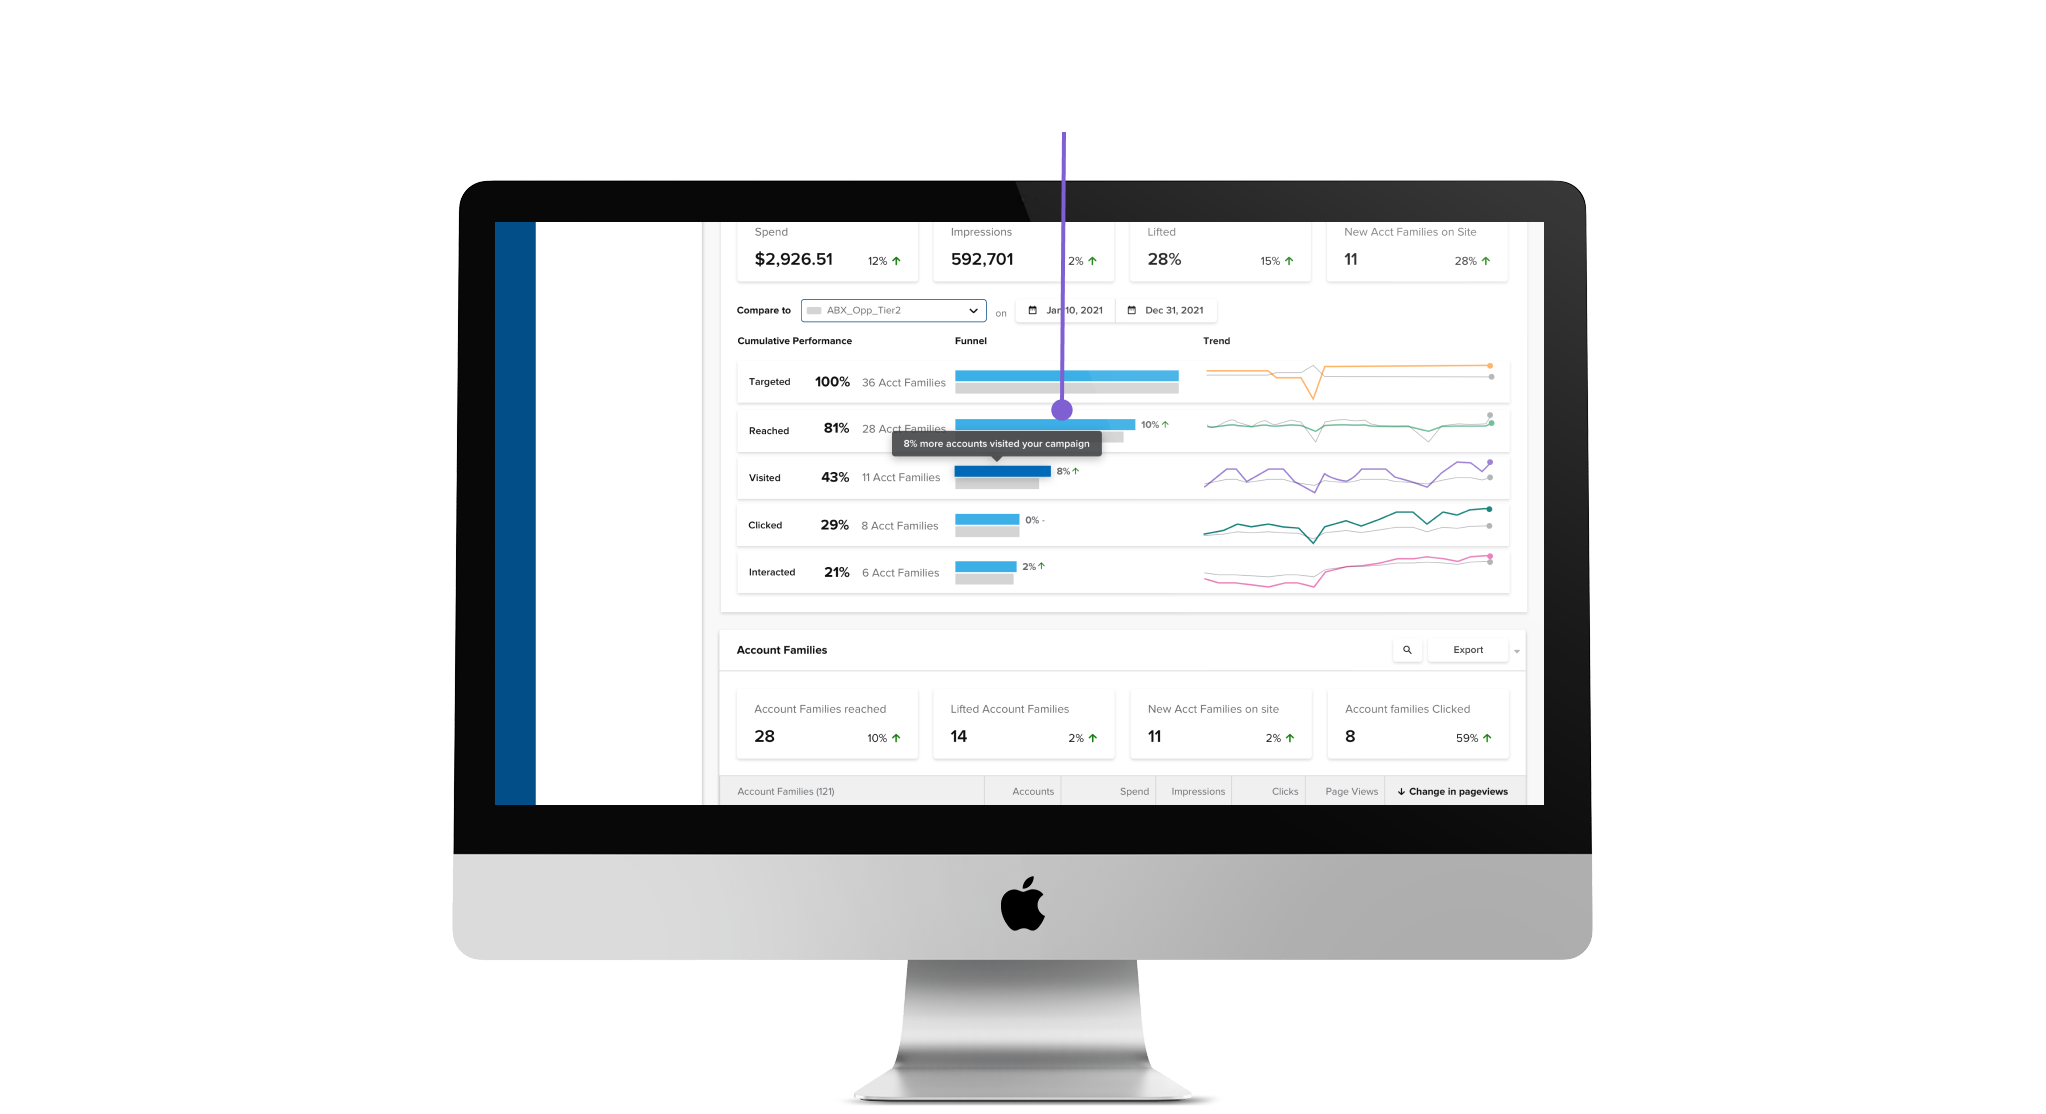 Spend
$2,926.51 12%
Impressions
592,701 2%
Lifted
28% 15%
New Acct Families on Site
11 28%
Compare to ABX_Opp_Tier2 on Jan 10, 2021 Dec 31, 2021
Cumulative Performance Funnel Trend
Targeted 100% 36 Acct Families
Reached 81% 28 Acct Families 10%
8% more accounts visited your campaign
Visited 43% 11 Acct Families 8%
Clicked 29% 8 Acct Families 0% -
Interacted 21% 6 Acct Families 2%
Account Families Export
Account Families reached
28 10%
Lifted Account Families
14 2%
New Acct Families on site
11 2%
Account families Clicked
8 59%
Account Families (121) Accounts Spend Impressions Clicks Page Views Change in pageviews